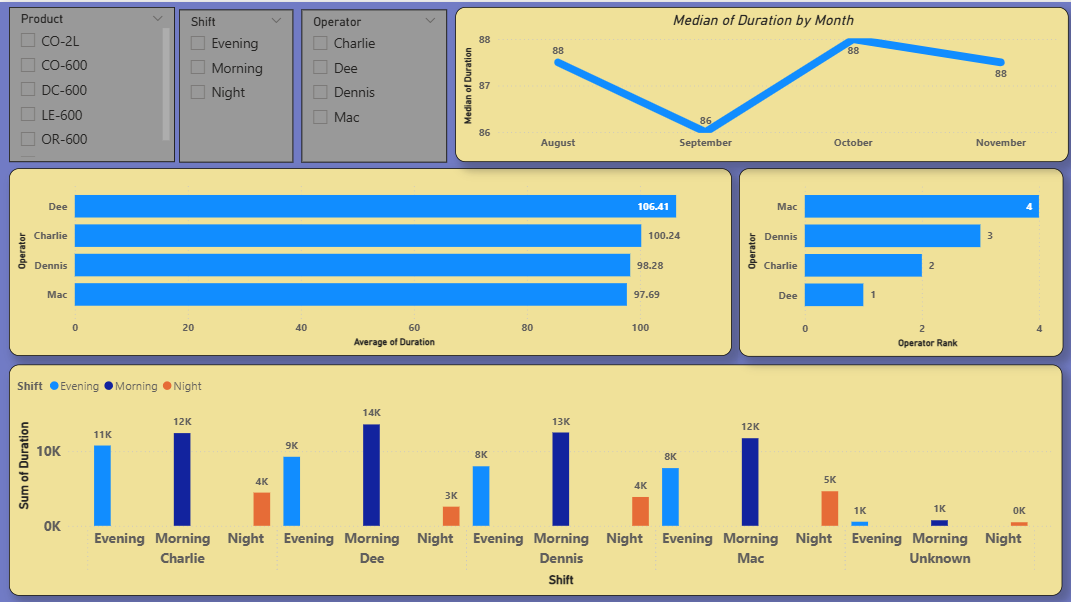 Product
CO-2L
CO-600
DC-600
LE-600
OR-600
Shift
Evening
Morning
Night
Operator
Charlie
Dee
Dennis
Mac
Median of Duration by Month
Median of Duration
88
87
86
88
86
88
88
August September October November
Operator
Dee 106.41
Charlie 100.24
Dennis 98.28
Mac 97.69
0 20 40 60 80 100
Average of Duration
Operator
Mac 4
Dennis 3
Charlie 2
Dee 1
0 2 4
Operator Rank
Shift Evening Morning Night
Sum of Duration
10K
0K
11K 12K 4K 9K 14K 3K 8K 13K 4K 8K 12K 5K 1K 1K 0K
Evening Morning Night Evening Morning Night Evening Morning Night Evening Morning Night Evening Morning Night
Charlie Dee Dennis Mac Unknown
Shift